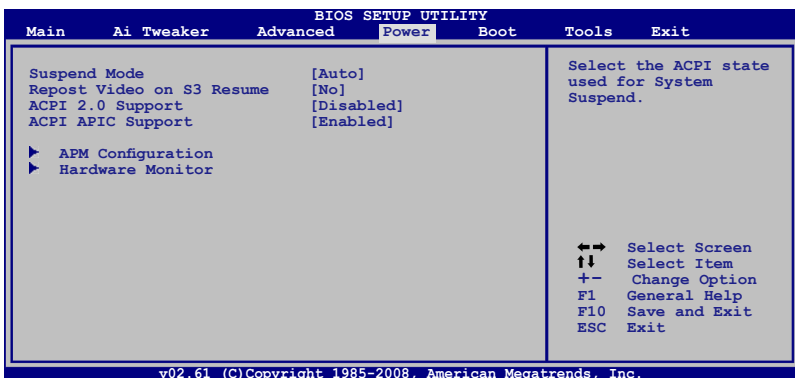 BIOS SETUP UTILITY
Main Ai Tweaker Advanced Power Boot Tools Exit
Suspend Mode [Auto]
Repost Video on S3 Resume [No]
ACPI 2.0 Support [Disabled]
ACPI APIC Support [Enabled]
APM Configuration
Hardware Monitor
Select the ACPI state
used for System
Suspend.
Select Screen
Select Item
+- Change Option
F1 General Help
F10 Save and Exit
ESC Exit
v02.61 (C)Copyright 1985-2008, American Megatrends, Inc.